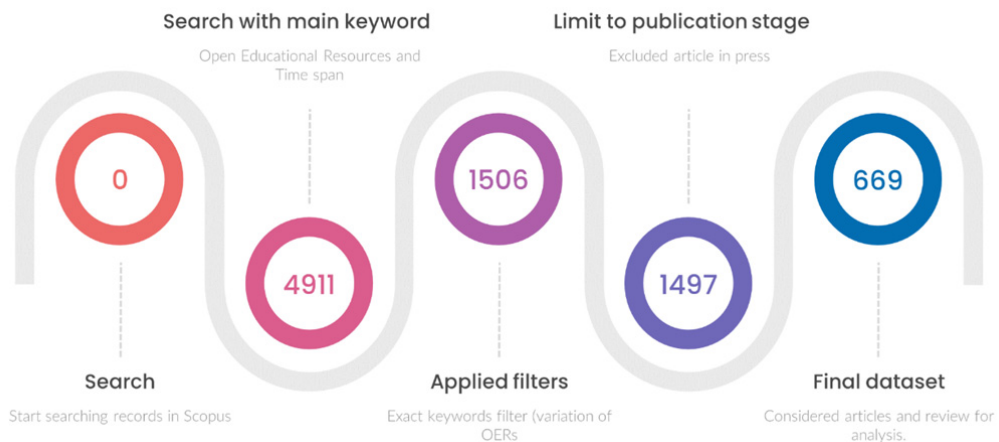 Search with main keyword
Open Educational Resources and
Time span
Limit to publication stage
Excluded article in press
0
4911
1506
1497
669
Search
Start searching records in Scopus
Applied filters
Exact keywords filter (variation of
OERs
Final dataset
Considered articles and review for
analysis.